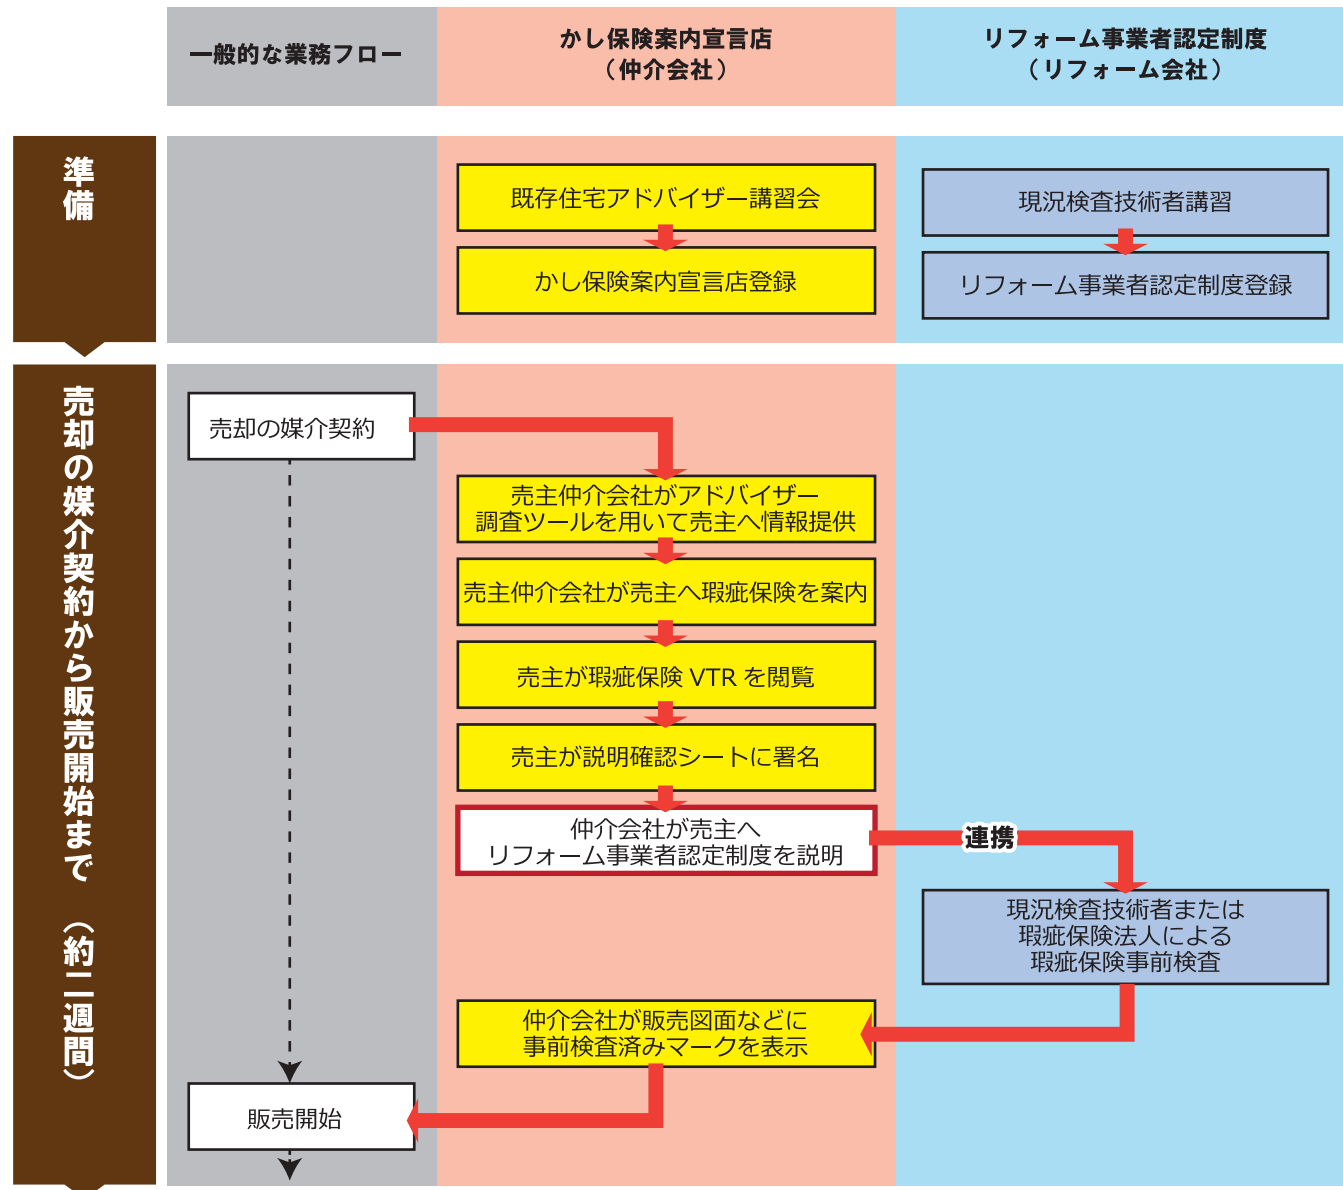 一般的な業務フロー
かし保険案内宣言店
（仲介会社）
リフォーム事業者認定制度
（リフォーム会社）
準備
既存住宅アドバイザー講習会
かし保険案内宣言店登録
現況検査技術者講習
リフォーム事業者認定制度登録
売却の媒介契約から販売開始まで（約二週間）
売却の媒介契約
売主仲介会社がアドバイザー
調査ツールを用いて売主へ情報提供
売主仲介会社が売主へ瑕疵保険を案内
売主が瑕疵保険 VTR を閲覧
売主が説明確認シートに署名
仲介会社が売主へ
リフォーム事業者認定制度を説明
連携
現況検査技術者または
瑕疵保険法人による
瑕疵保険事前検査
仲介会社が販売図面などに
事前検査済みマークを表示
販売開始